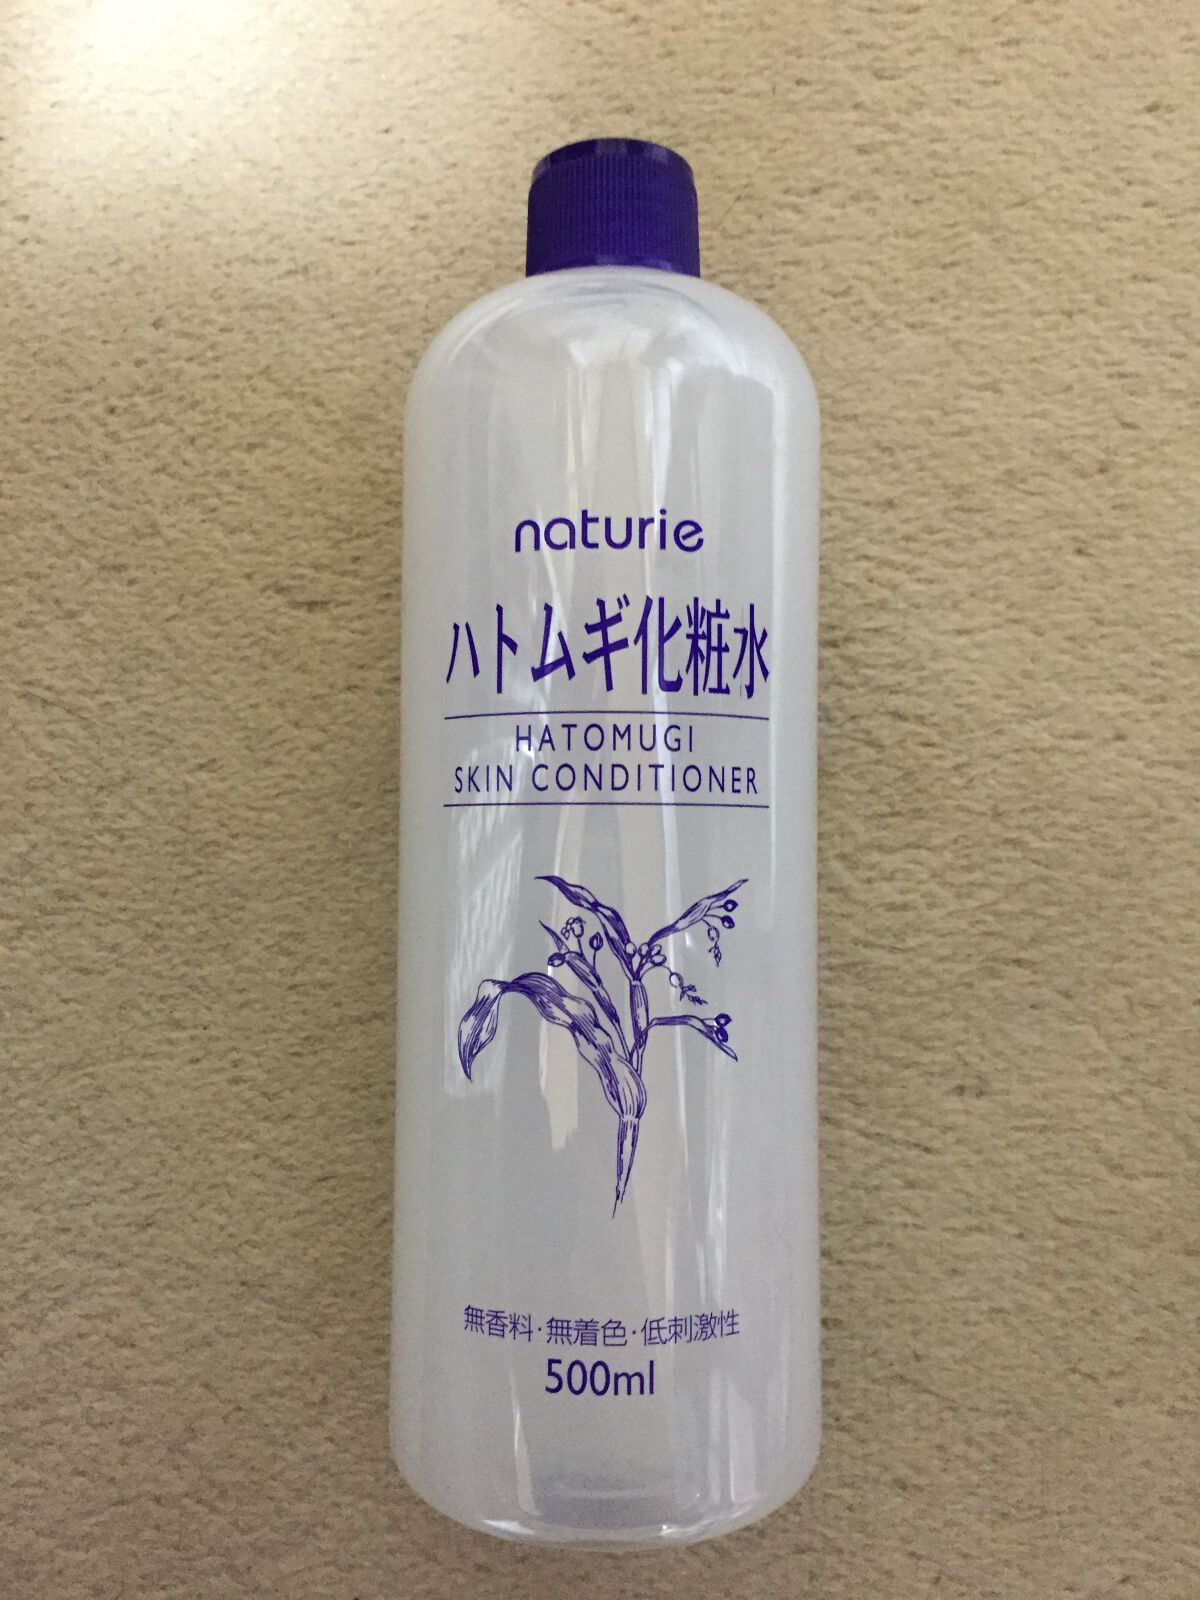 naturie
ハトムギ化粧水
HATOMUGI
SKIN CONDITIONER
無香料·無着色·低刺激性
500ml